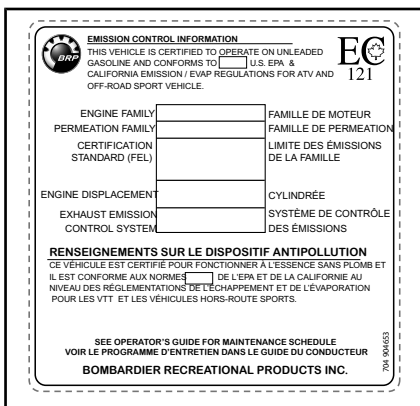 BRP
EMISSION CONTROL INFORMATION
THIS VEHICLE IS CERTIFIED TO OPERATE ON UNLEADED
GASOLINE AND CONFORMS TO U.S. EPA &
CALIFORNIA EMISSION / EVAP REGULATIONS FOR ATV AND
OFF-ROAD SPORT VEHICLE.
EC
121
ENGINE FAMILY FAMILLE DE MOTEUR
PERMEATION FAMILY FAMILLE DE PERMEATION
CERTIFICATION LIMITE DES ÉMISSIONS
STANDARD (FEL) DE LA FAMILLE
ENGINE DISPLACEMENT CYLINDRÉE
EXHAUST EMISSION SYSTÈME DE CONTRÔLE
CONTROL SYSTEM DES ÉMISSIONS
RENSEIGNEMENTS SUR LE DISPOSITIF ANTIPOLLUTION
CE VÉHICULE EST CERTIFIÉ POUR FONCTIONNER À L'ESSENCE SANS PLOMB ET
IL EST CONFORME AUX NORMES DE L'EPA ET DE LA CALIFORNIE AU
NIVEAU DES RÉGLEMENTATIONS DE L'ÉCHAPPEMENT ET DE L'ÉVAPORATION
POUR LES VTT ET LES VÉHICULES HORS-ROUTE SPORTS.
SEE OPERATOR'S GUIDE FOR MAINTENANCE SCHEDULE
VOIR LE PROGRAMME D'ENTRETIEN DANS LE GUIDE DU CONDUCTEUR
BOMBARDIER RECREATIONAL PRODUCTS INC.
704 904653